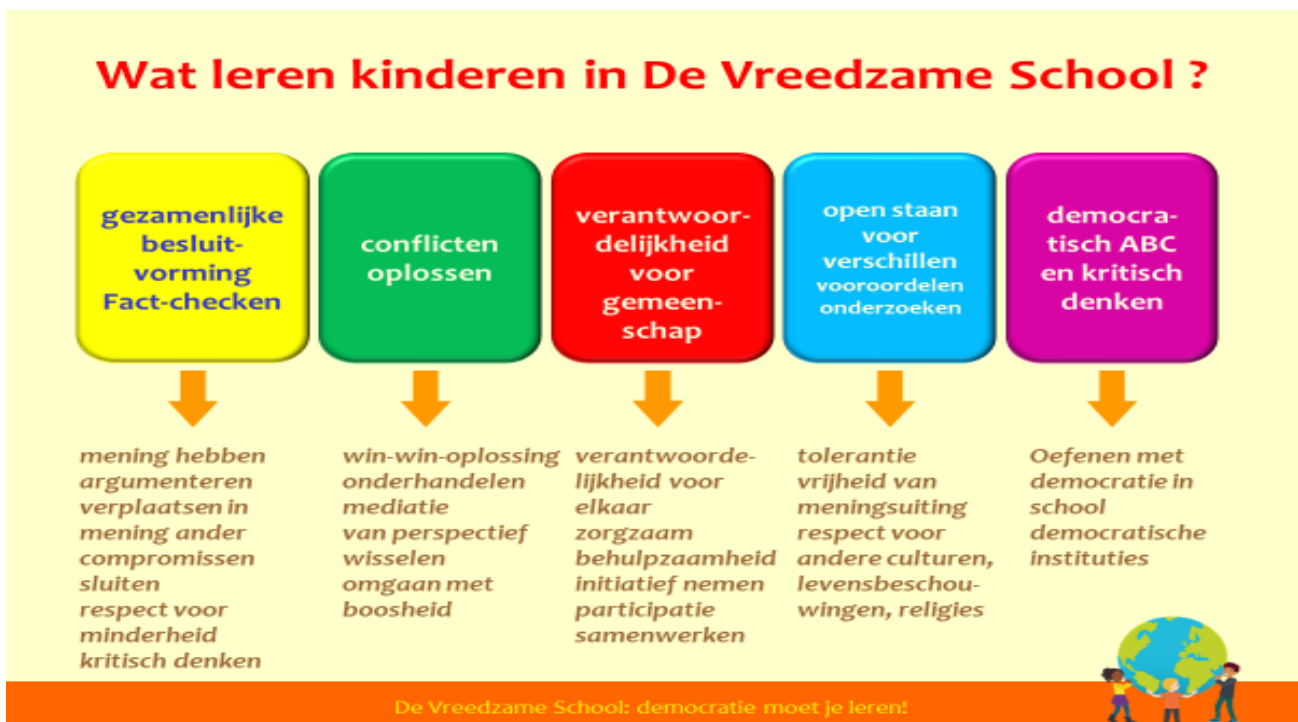 Wat leren kinderen in De Vreedzame School ?
gezamenlijke
besluit-
vorming
Fact-checken
conflicten
oplossen
verantwoor-
delijkheid
voor
gemeen-
schap
open staan
voor
verschillen
vooroordelen
onderzoeken
democra-
tisch ABC
en kritisch
denken
mening hebben
argumenteren
verplaatsen in
mening ander
compromissen
sluiten
respect voor
minderheid
kritisch denken
win-win-oplossing
onderhandelen
mediatie
van perspectief
wisselen
omgaan met
boosheid
verantwoorde-
lijkheid voor
elkaar
zorgzaam
behulpzaamheid
initiatief nemen
participatie
samenwerken
tolerantie
vrijheid van
meningsuiting
respect voor
andere culturen,
levensbeschou-
wingen, religies
Oefenen met
democratie in
school
democratische
instituties
De Vreedzame School: democratie moet je leren!